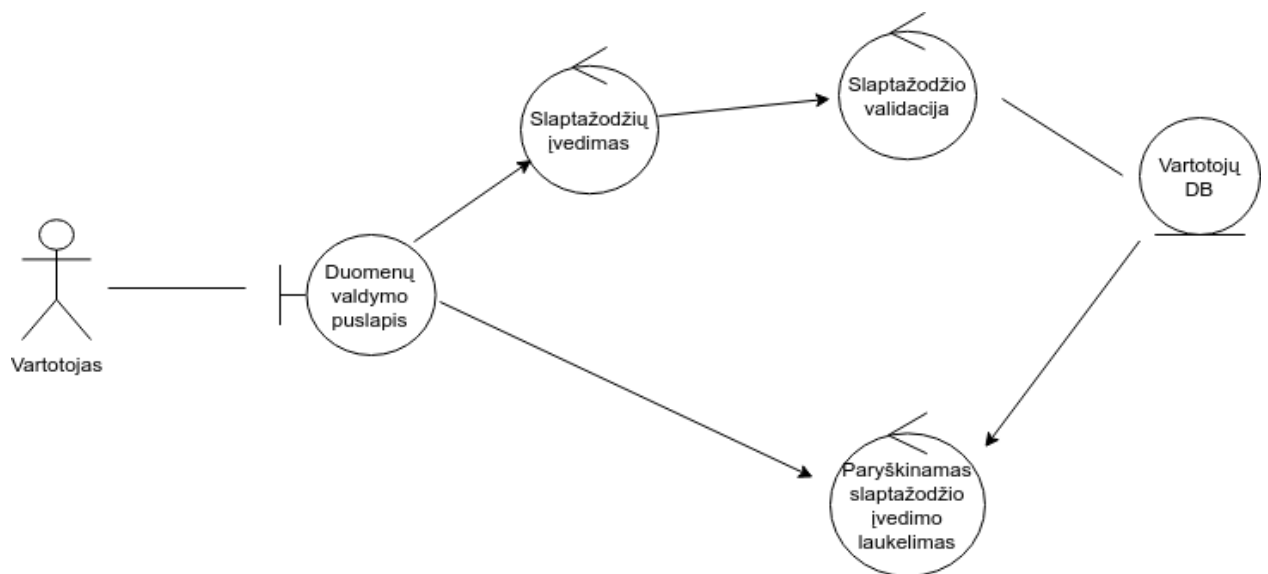 Slaptažodžio
validacija
Slaptažodžių
įvedimas
Vartotojų
DB
Duomenų
valdymo
puslapis
Vartotojas
Paryškinamas
slaptažodžio
įvedimo
laukelimas